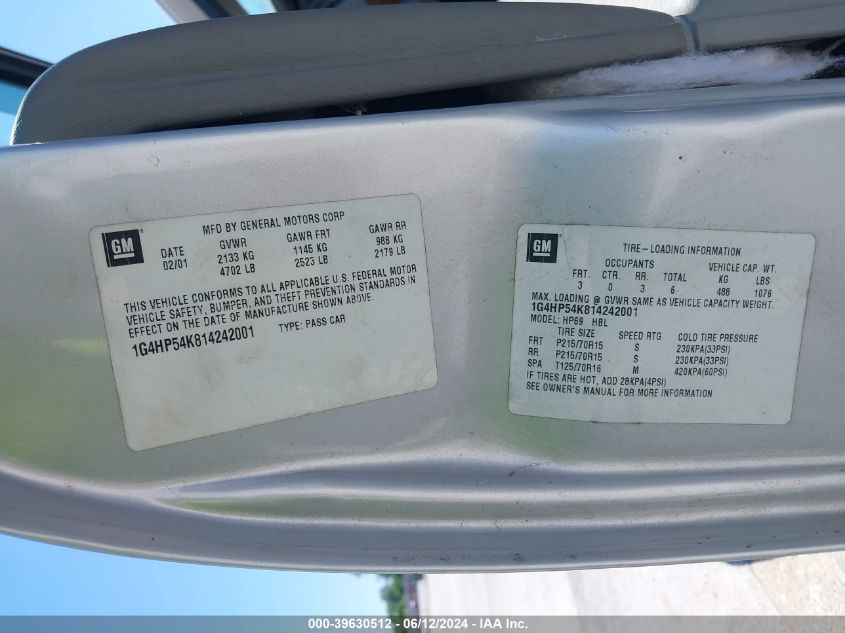 GM
MFD BY GENERAL MOTORS CORP
DATE GVWR GAWR FRT GAWR RR
02/01 2133 KG 1145 KG 988 KG
4702 LB 2523 LB 2179 LB
THIS VEHICLE CONFORMS TO ALL APPLICABLE U.S. FEDERAL MOTOR
VEHICLE SAFETY, BUMPER, AND THEFT PREVENTION STANDARDS IN
EFFECT ON THE DATE OF MANUFACTURE SHOWN ABOVE.
1G4HP54K814242001 TYPE: PASS CAR
GM
TIRE-LOADING INFORMATION
OCCUPANTS VEHICLE CAP. WT.
FRT. CTR. RR. TOTAL KG LBS
3 0 3 6 488 1076
MAX. LOADING @ GVWR SAME AS VEHICLE CAPACITY WEIGHT.
1G4HP54K814242001
MODEL: HP69 HBL
TIRE SIZE SPEED RTG COLD TIRE PRESSURE
FRT P215/70R15 S 230KPA(33PSI)
RR P215/70R15 S 230KPA(33PSI)
SPA T125/70R16 M 420KPA(60PSI)
IF TIRES ARE HOT, ADD 28KPA(4PSI)
SEE OWNER'S MANUAL FOR MORE INFORMATION
000-39630512 - 06/12/2024 - IAA Inc.